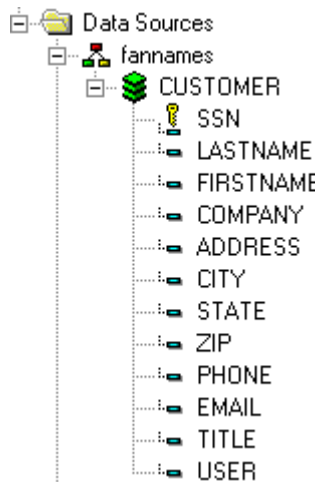 Data Sources
fannames
CUSTOMER
SSN
LASTNAME
FIRSTNAME
COMPANY
ADDRESS
CITY
STATE
ZIP
PHONE
EMAIL
TITLE
USER